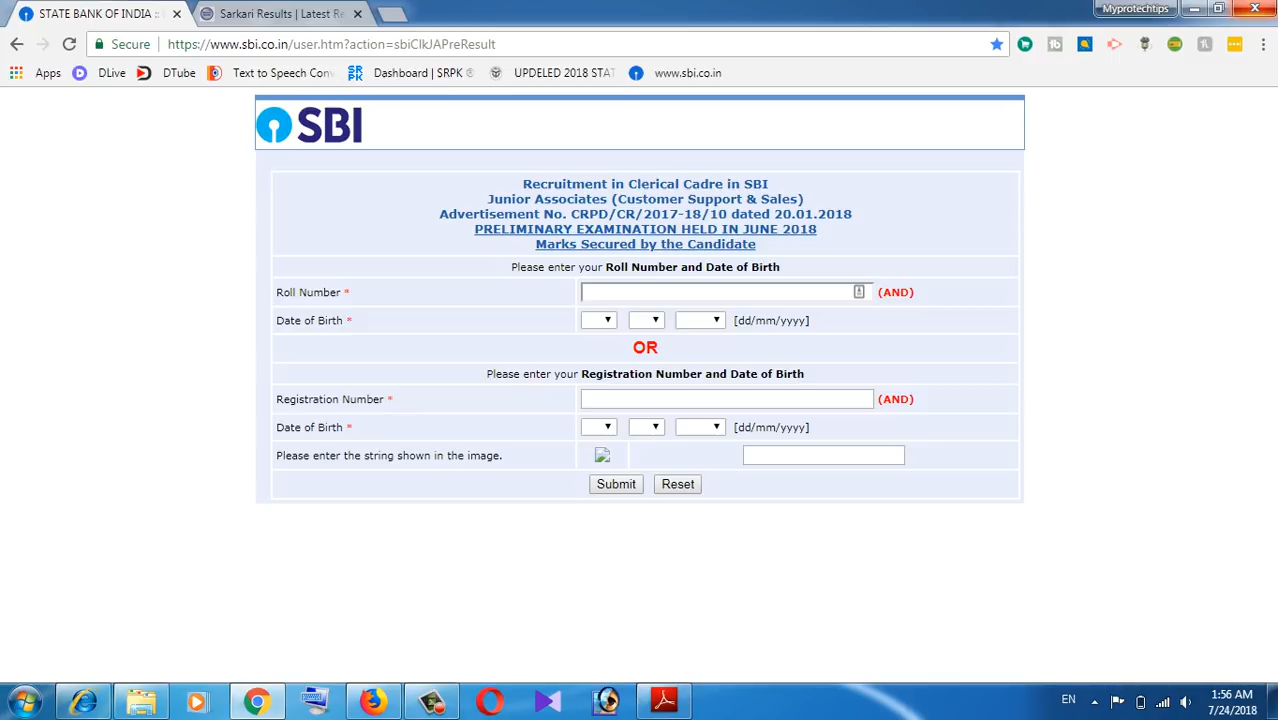 STATE BANK OF INDIA ::
Sarkari Results | Latest Re
Myprotechtips
Secure
https://www.sbi.co.in/user.htm?action=sbiClkJAPreResult
Apps
DLive
DTube
Text to Speech Conv
Dashboard | SRPK ®
UPDELED 2018 STAT
www.sbi.co.in
SBI
Recruitment in Clerical Cadre in SBI
Junior Associates (Customer Support & Sales)
Advertisement No. CRPD/CR/2017-18/10 dated 20.01.2018
PRELIMINARY EXAMINATION HELD IN JUNE 2018
Marks Secured by the Candidate
Please enter your Roll Number and Date of Birth
Roll Number * (AND)
Date of Birth * [dd/mm/yyyy]
OR
Please enter your Registration Number and Date of Birth
Registration Number * (AND)
Date of Birth * [dd/mm/yyyy]
Please enter the string shown in the image.
Submit Reset
EN
1:56 AM
7/24/2018